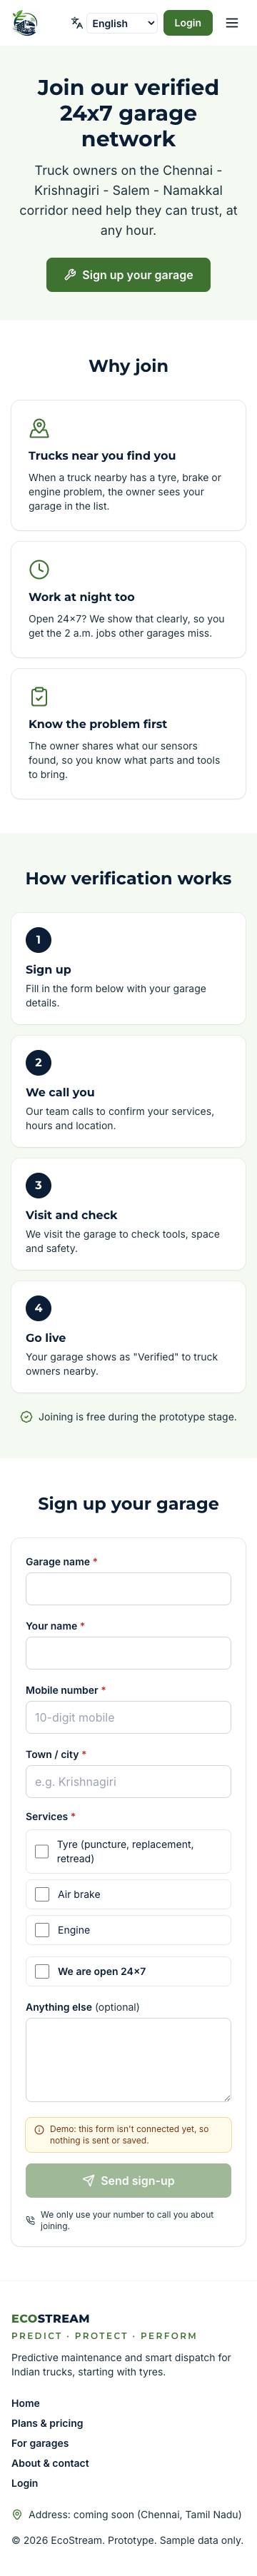 English
Login
Join our verified
24x7 garage
network
Truck owners on the Chennai -
Krishnagiri - Salem - Namakkal
corridor need help they can trust, at
any hour.
Sign up your garage
Why join
Trucks near you find you
When a truck nearby has a tyre, brake or
engine problem, the owner sees your
garage in the list.
Work at night too
Open 24×7? We show that clearly, so you
get the 2 a.m. jobs other garages miss.
Know the problem first
The owner shares what our sensors
found, so you know what parts and tools
to bring.
How verification works
1
Sign up
Fill in the form below with your garage
details.
2
We call you
Our team calls to confirm your services,
hours and location.
3
Visit and check
We visit the garage to check tools, space
and safety.
4
Go live
Your garage shows as "Verified" to truck
owners nearby.
Joining is free during the prototype stage.
Sign up your garage
Garage name *
Your name *
Mobile number *
10-digit mobile
Town / city *
e.g. Krishnagiri
Services *
Tyre (puncture, replacement,
retread)
Air brake
Engine
We are open 24×7
Anything else (optional)
Demo: this form isn't connected yet, so
nothing is sent or saved.
Send sign-up
We only use your number to call you about
joining.
ECOSTREAM
PREDICT · PROTECT · PERFORM
Predictive maintenance and smart dispatch for
Indian trucks, starting with tyres.
Home
Plans & pricing
For garages
About & contact
Login
Address: coming soon (Chennai, Tamil Nadu)
© 2026 EcoStream. Prototype. Sample data only.